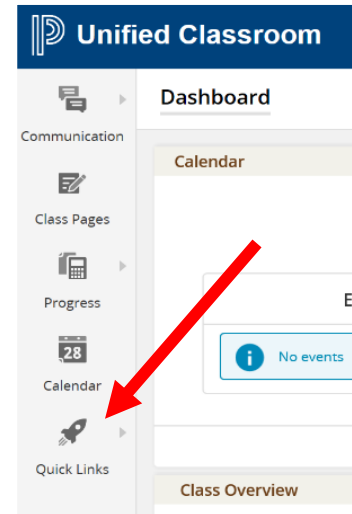 Unified Classroom
Dashboard
Communication
Calendar
Class Pages
Progress
E
No events
28
Calendar
Quick Links
Class Overview